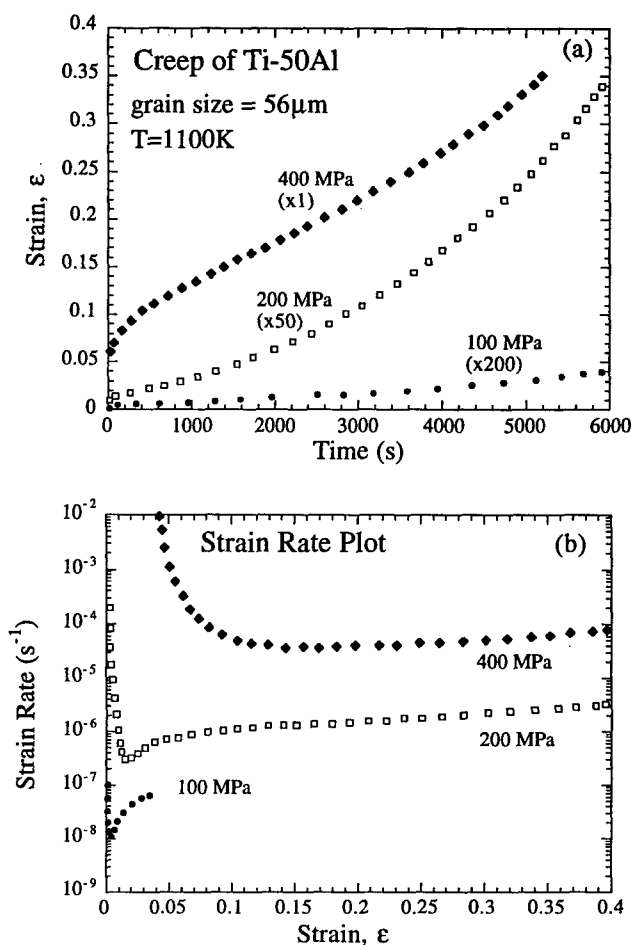 (a)
Creep of Ti-50Al
grain size = 56μm
T=1100K
400 MPa
(x1)
200 MPa
(x50)
100 MPa
(x200)
Strain, ε
0.4
0.35
0.3
0.25
0.2
0.15
0.1
0.05
0
0 1000 2000 3000 4000 5000 6000
Time (s)
Strain Rate Plot
(b)
400 MPa
200 MPa
100 MPa
Strain Rate (s⁻¹)
10⁻²
10⁻³
10⁻⁴
10⁻⁵
10⁻⁶
10⁻⁷
10⁻⁸
10⁻⁹
0 0.05 0.1 0.15 0.2 0.25 0.3 0.35 0.4
Strain, ε